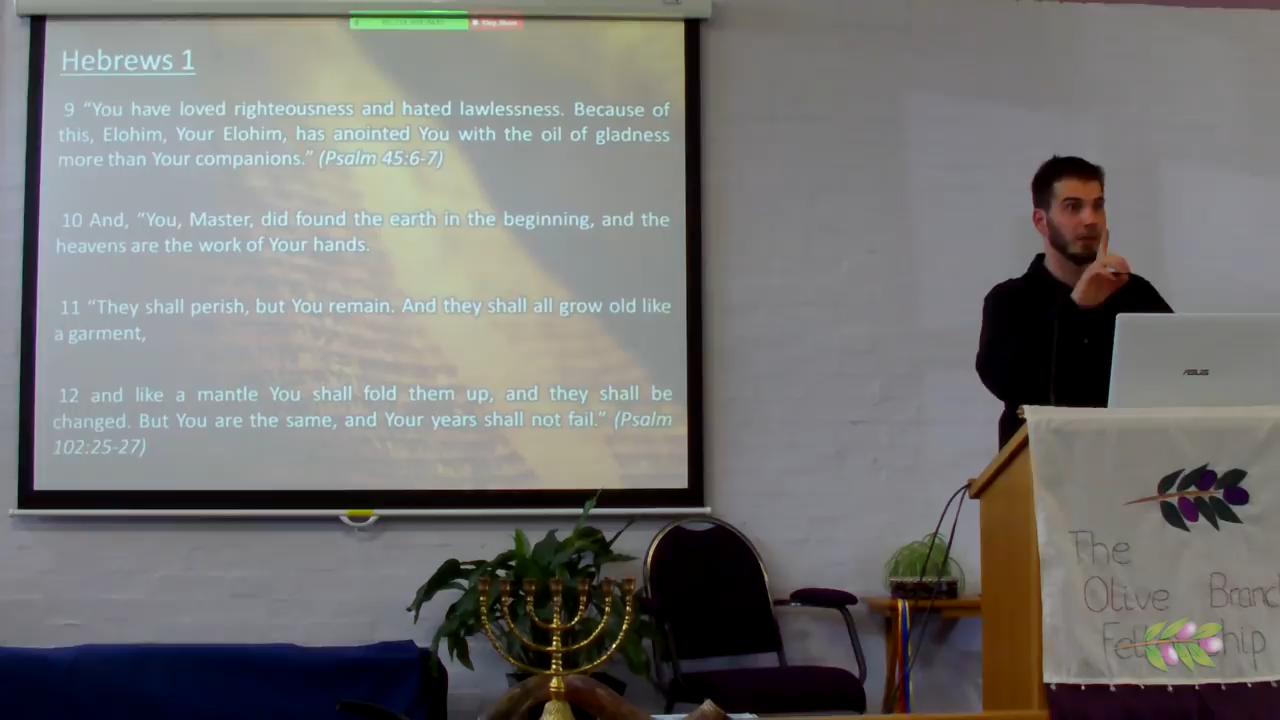 Hebrews 1
9 “You have loved righteousness and hated lawlessness. Because of
this, Elohim, Your Elohim, has anointed You with the oil of gladness
more than Your companions.” (Psalm 45:6-7)
10 And, “You, Master, did found the earth in the beginning, and the
heavens are the work of Your hands.
11 “They shall perish, but You remain. And they shall all grow old like
a garment,
12 and like a mantle You shall fold them up, and they shall be
changed. But You are the same, and Your years shall not fail.” (Psalm
102:25-27)
ASUS
The
Olive Branc